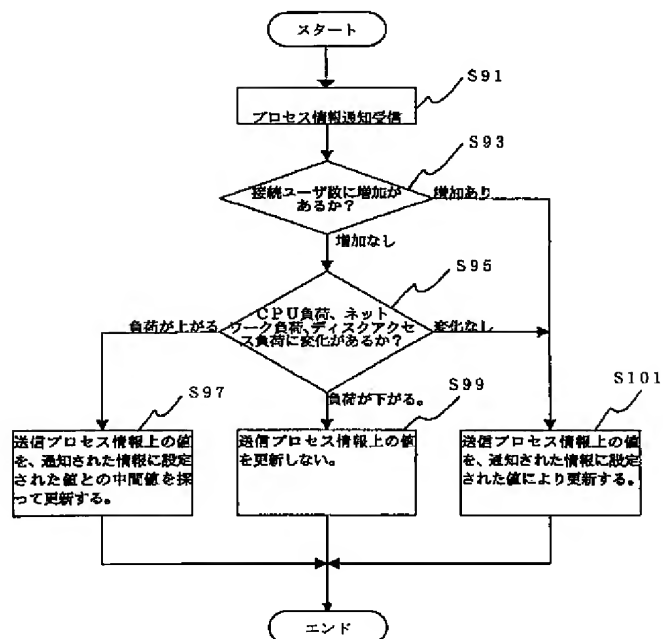 スタート
S91
プロセス情報通知受信
S93
接続ユーザ数に増加が
あるか？
増加あり
増加なし
S95
CPU負荷、ネット
ワーク負荷、ディスクアクセ
ス負荷に変化があるか？
負荷が上がる
変化なし
負荷が下がる。
S97
送信プロセス情報上の値
を、通知された情報に設定
された値との中間値を採
って更新する。
S99
送信プロセス情報上の値
を更新しない。
S101
送信プロセス情報上の値
を、通知された情報に設定
された値により更新する。
エンド